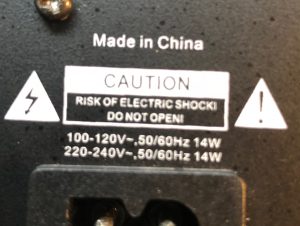 Made in China
CAUTION
RISK OF ELECTRIC SHOCK!
DO NOT OPEN!
100-120V~,50/60Hz 14W
220-240V~,50/60Hz 14W